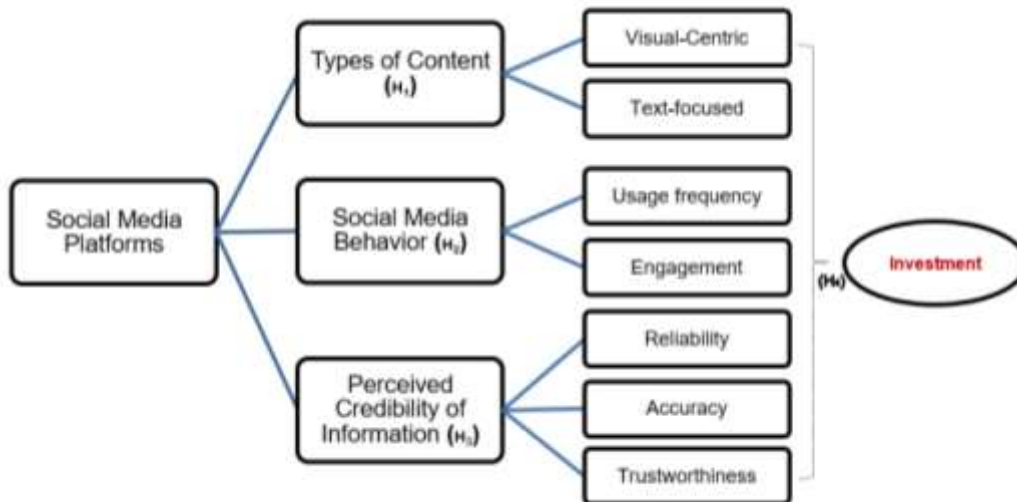 Social Media
Platforms
Types of Content
(H₁)
Social Media
Behavior (H₂)
Perceived
Credibility of
Information (H₃)
Visual-Centric
Text-focused
Usage frequency
Engagement
Reliability
Accuracy
Trustworthiness
Investment